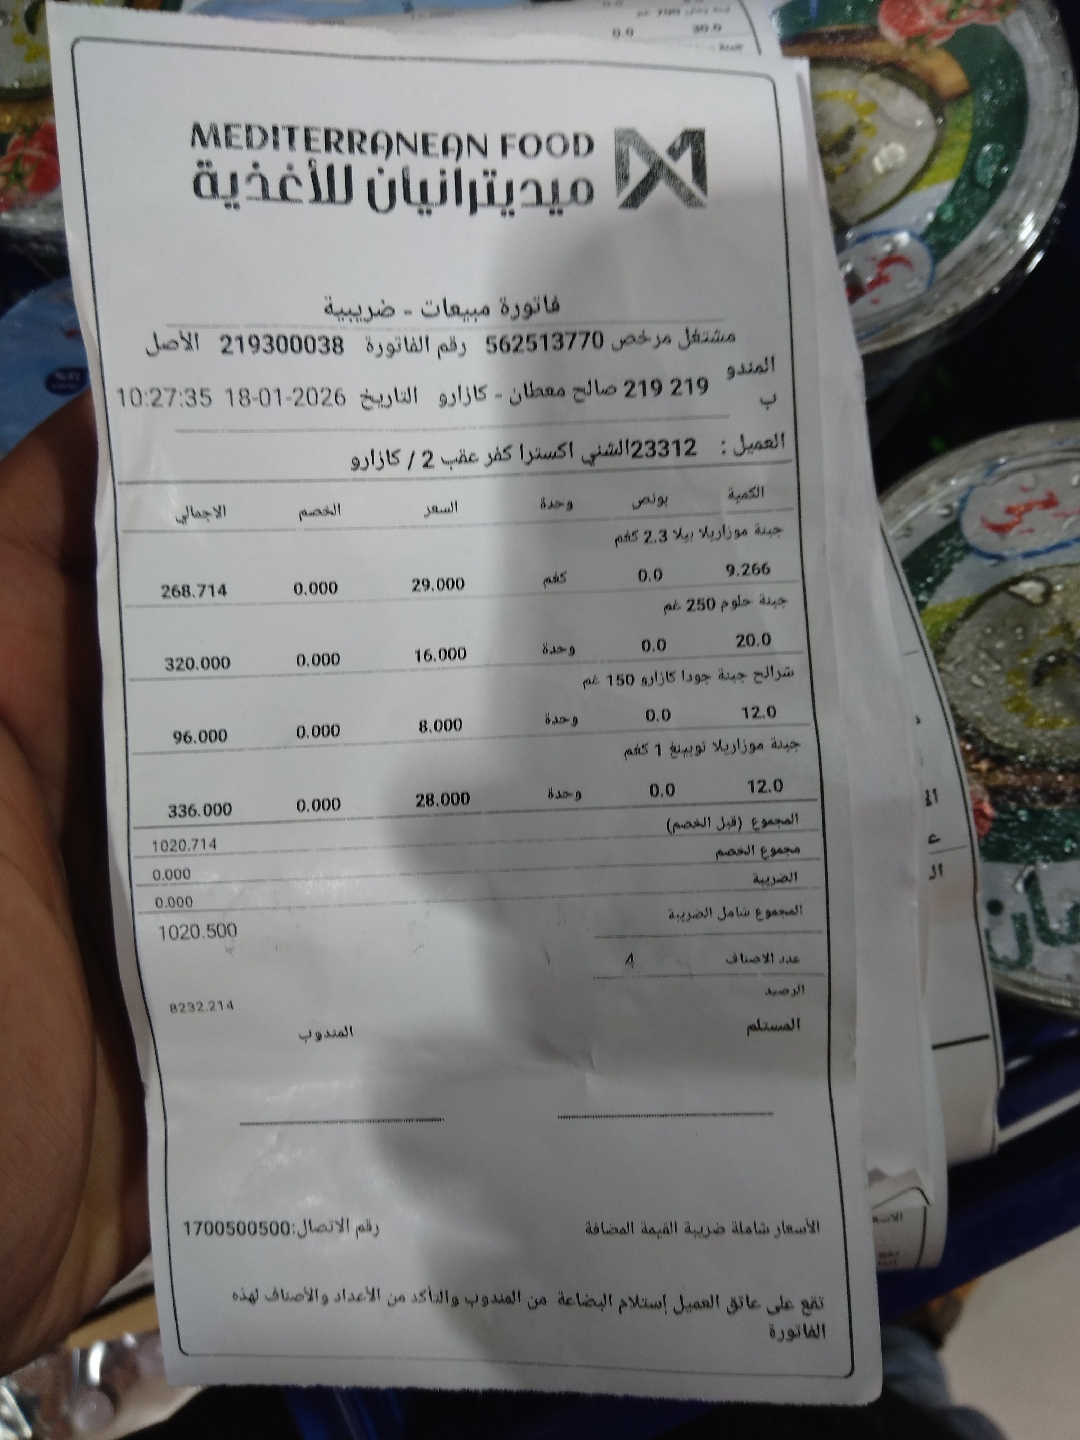 MEDITERRANEAN FOOD
ميديترانيان للأغذية
فاتورة مبيعات - ضريبية
مشتغل مرخص 562513770 رقم الفاتورة 219300038 الأصل
المندوب 219 219 صالح معطان - كازارو التاريخ 18-01-2026 10:27:35
العميل : 23312الشني اكسترا كفر عقب 2 / كازارو
الكمية بونص وحدة السعر الخصم الاجمالي
جبنة موزاريلا بيلا 2.3 كغم
9.266 0.0 كغم 29.000 0.000 268.714
جبنة حلوم 250 غم
20.0 0.0 وحدة 16.000 0.000 320.000
شرائح جبنة جودا كازارو 150 غم
12.0 0.0 وحدة 8.000 0.000 96.000
جبنة موزاريلا توبينغ 1 كغم
12.0 0.0 وحدة 28.000 0.000 336.000
المجموع (قبل الخصم) 1020.714
مجموع الخصم 0.000
الضريبة 0.000
المجموع شامل الضريبة 1020.500
عدد الاصناف 4
الرصيد 8232.214
المستلم المندوب
الأسعار شاملة ضريبة القيمة المضافة رقم الاتصال:1700500500
تقع على عاتق العميل إستلام البضاعة من المندوب والتأكد من الأعداد والأصناف لهذه
الفاتورة